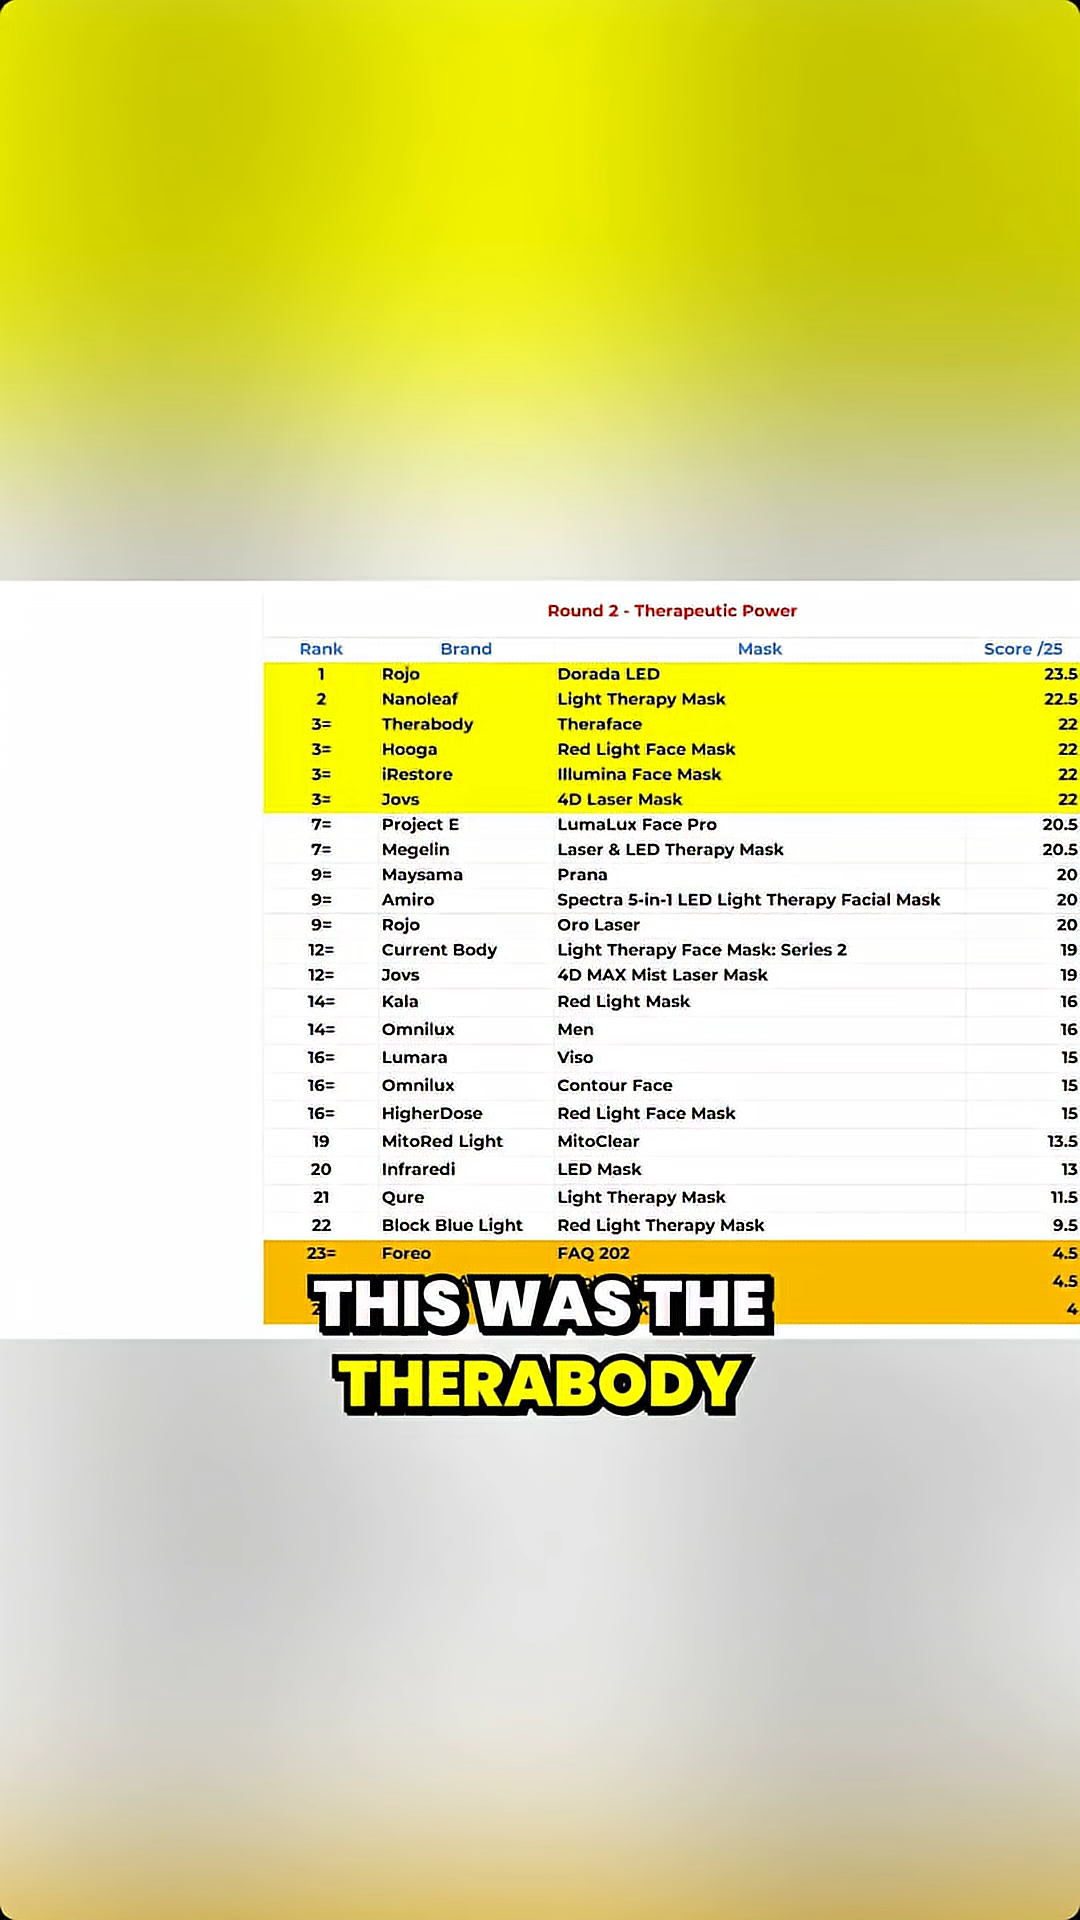 Round 2 - Therapeutic Power
Rank Brand Mask Score /25
1 Rojo Dorada LED 23.5
2 Nanoleaf Light Therapy Mask 22.5
3= Therabody Theraface 22
3= Hooga Red Light Face Mask 22
3= iRestore Illumina Face Mask 22
3= Jovs 4D Laser Mask 22
7= Project E LumaLux Face Pro 20.5
7= Megelin Laser & LED Therapy Mask 20.5
9= Maysama Prana 20
9= Amiro Spectra 5-in-1 LED Light Therapy Facial Mask 20
9= Rojo Oro Laser 20
12= Current Body Light Therapy Face Mask: Series 2 19
12= Jovs 4D MAX Mist Laser Mask 19
14= Kala Red Light Mask 16
14= Omnilux Men 16
16= Lumara Viso 15
16= Omnilux Contour Face 15
16= HigherDose Red Light Face Mask 15
19 MitoRed Light MitoClear 13.5
20 Infraredi LED Mask 13
21 Qure Light Therapy Mask 11.5
22 Block Blue Light Red Light Therapy Mask 9.5
23= Foreo FAQ 202 4.5
4.5
4
THIS WAS THE
THERABODY